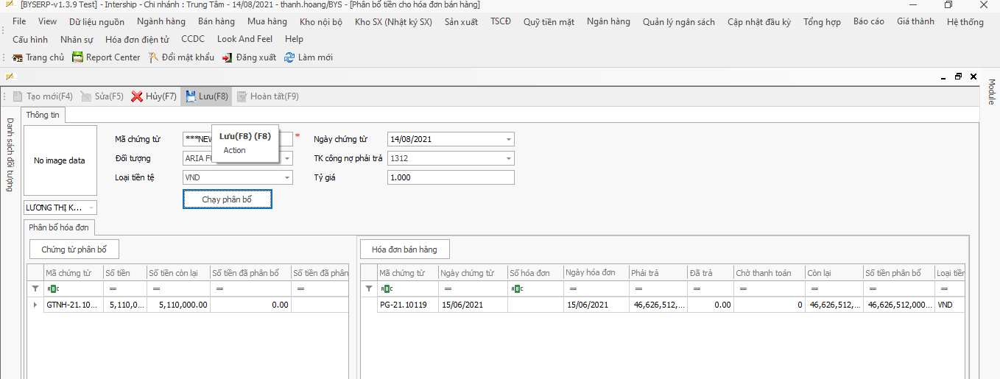 [BYSERP-v1.3.9 Test] - Intership - Chi nhánh : Trung Tâm - 14/08/2021 - thanh.hoang/BYS - [Phân bổ tiền cho hóa đơn bán hàng]
File View Dữ liệu nguồn Ngành hàng Bán hàng Mua hàng Kho nội bộ Kho SX (Nhật ký SX) Sản xuất TSCĐ Quỹ tiền mặt Ngân hàng Quản lý ngân sách Cập nhật đầu kỳ Tổng hợp Báo cáo Giá thành Hệ thống
Cấu hình Nhân sự Hóa đơn điện tử CCDC Look And Feel Help
Trang chủ Report Center Đổi mật khẩu Đăng xuất Làm mới
Tạo mới(F4) Sửa(F5) Hủy(F7) Lưu(F8) Hoàn tất(F9)
Module
Danh sách đối tượng
Thông tin
No image data
LƯƠNG THỊ K...
Mã chứng từ ***NEW * Ngày chứng từ 14/08/2021
Lưu(F8) (F8)
Action
Đối tượng ARIA FU TK công nợ phải trả 1312
Loại tiền tệ VND Tỷ giá 1.000
Chạy phân bổ
Phân bổ hóa đơn
Chứng từ phân bổ
Mã chứng từ Số tiền Số tiền còn lại Số tiền đã phân bổ Số tiền đã phân
ABC = = = =
GTNH-21.10... 5,110,0... 5,110,000.00 0.00
Hóa đơn bán hàng
Mã chứng từ Ngày chứng từ Số hóa đơn Ngày hóa đơn Phải trả Đã trả Chờ thanh toán Còn lại Số tiền phân bổ Loại tiền
ABC = ABC = = = = = = =
PG-21.10119 15/06/2021 15/06/2021 46,626,512,... 0.00 0 46,626,512,... 46,626,512,000... VND